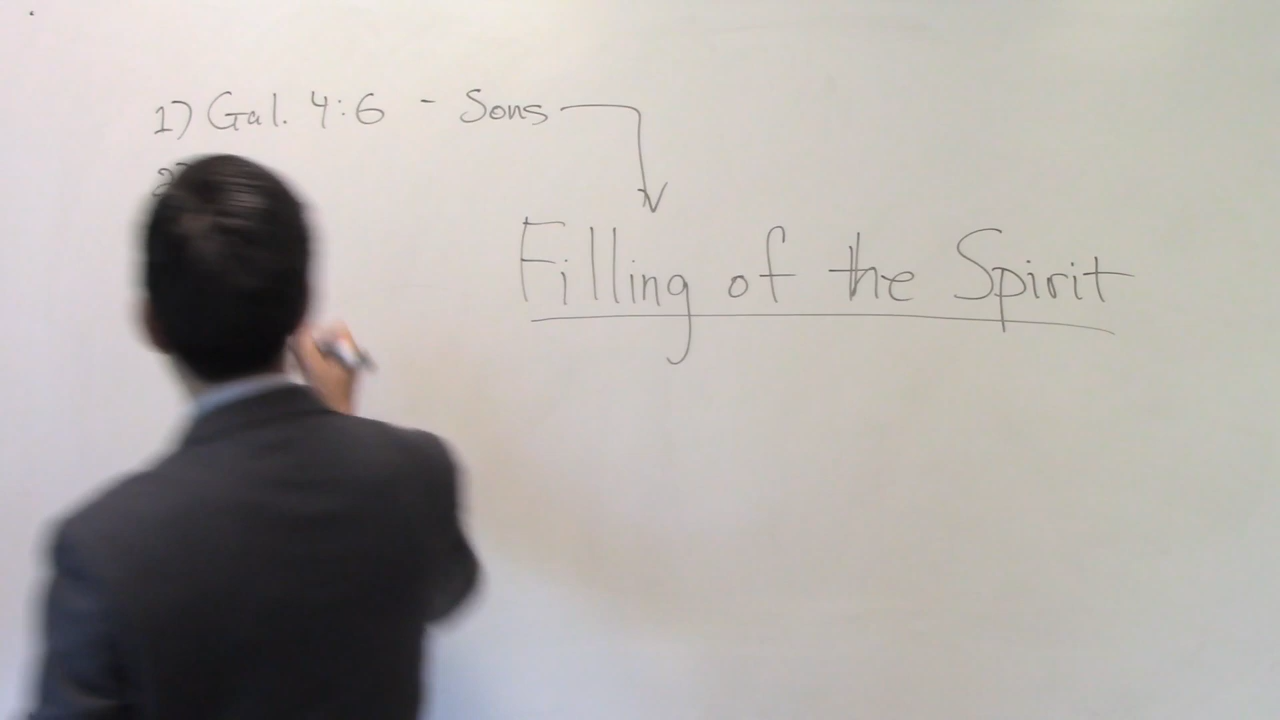 1) Gal. 4:6 - Sons
2)
Filling of the Spirit